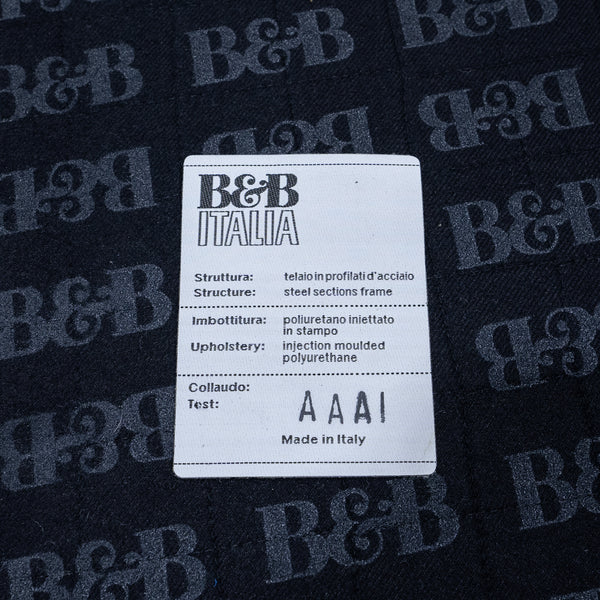 B&B
B&B
B&B
B&B
B&B
B&B
B&B
B&B
ITALIA
Struttura: telaio in profilati d'acciaio
Structure: steel sections frame
Imbottitura: poliuretano iniettato
in stampo
Upholstery: injection moulded
polyurethane
Collaudo:
Test: A A A I
Made in Italy
B&B
B&B
B&B
B&B
B&B
B&B
B&B
B&B
B&B
B&B